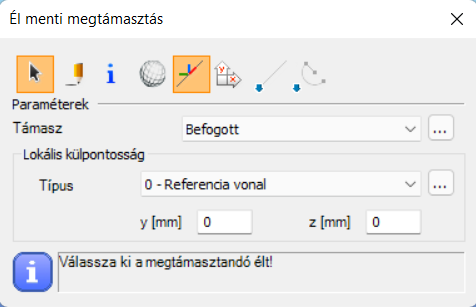 Él menti megtámasztás
Paraméterek
Támasz Befogott ...
Lokális külpontosság
Típus 0 - Referencia vonal ...
y [mm] 0 z [mm] 0
Válassza ki a megtámasztandó élt!